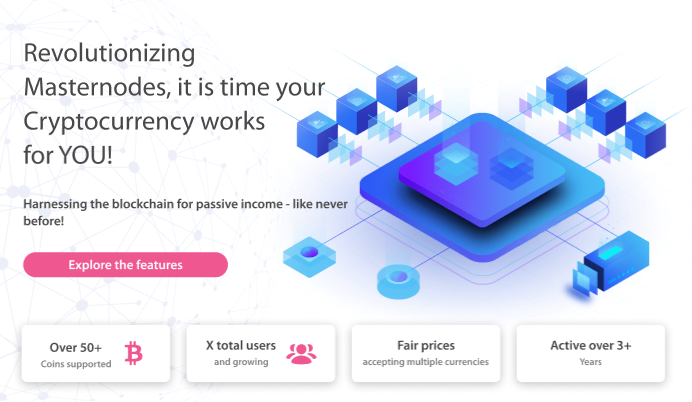 Revolutionizing
Masternodes, it is time your
Cryptocurrency works
for YOU!
Harnessing the blockchain for passive income - like never
before!
Explore the features
Over 50+
Coins supported
X total users
and growing
Fair prices
accepting multiple currencies
Active over 3+
Years